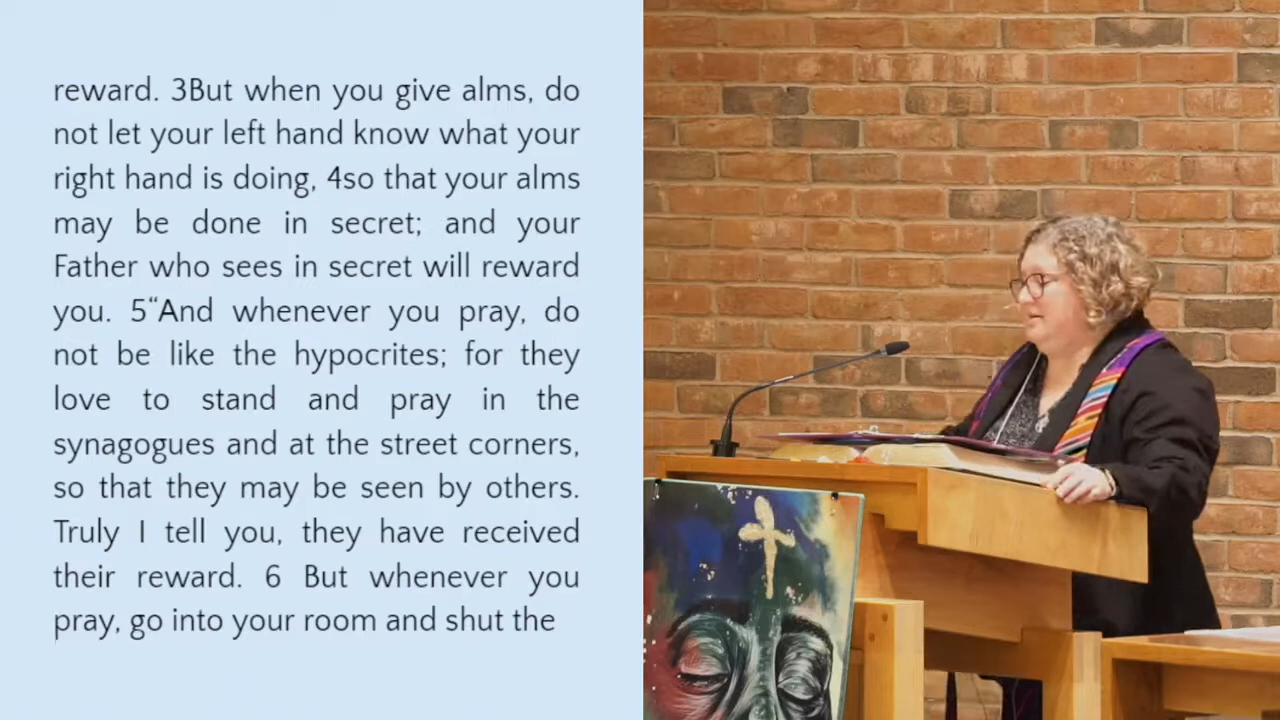 reward. 3But when you give alms, do
not let your left hand know what your
right hand is doing, 4so that your alms
may be done in secret; and your
Father who sees in secret will reward
you. 5“And whenever you pray, do
not be like the hypocrites; for they
love to stand and pray in the
synagogues and at the street corners,
so that they may be seen by others.
Truly I tell you, they have received
their reward. 6 But whenever you
pray, go into your room and shut the